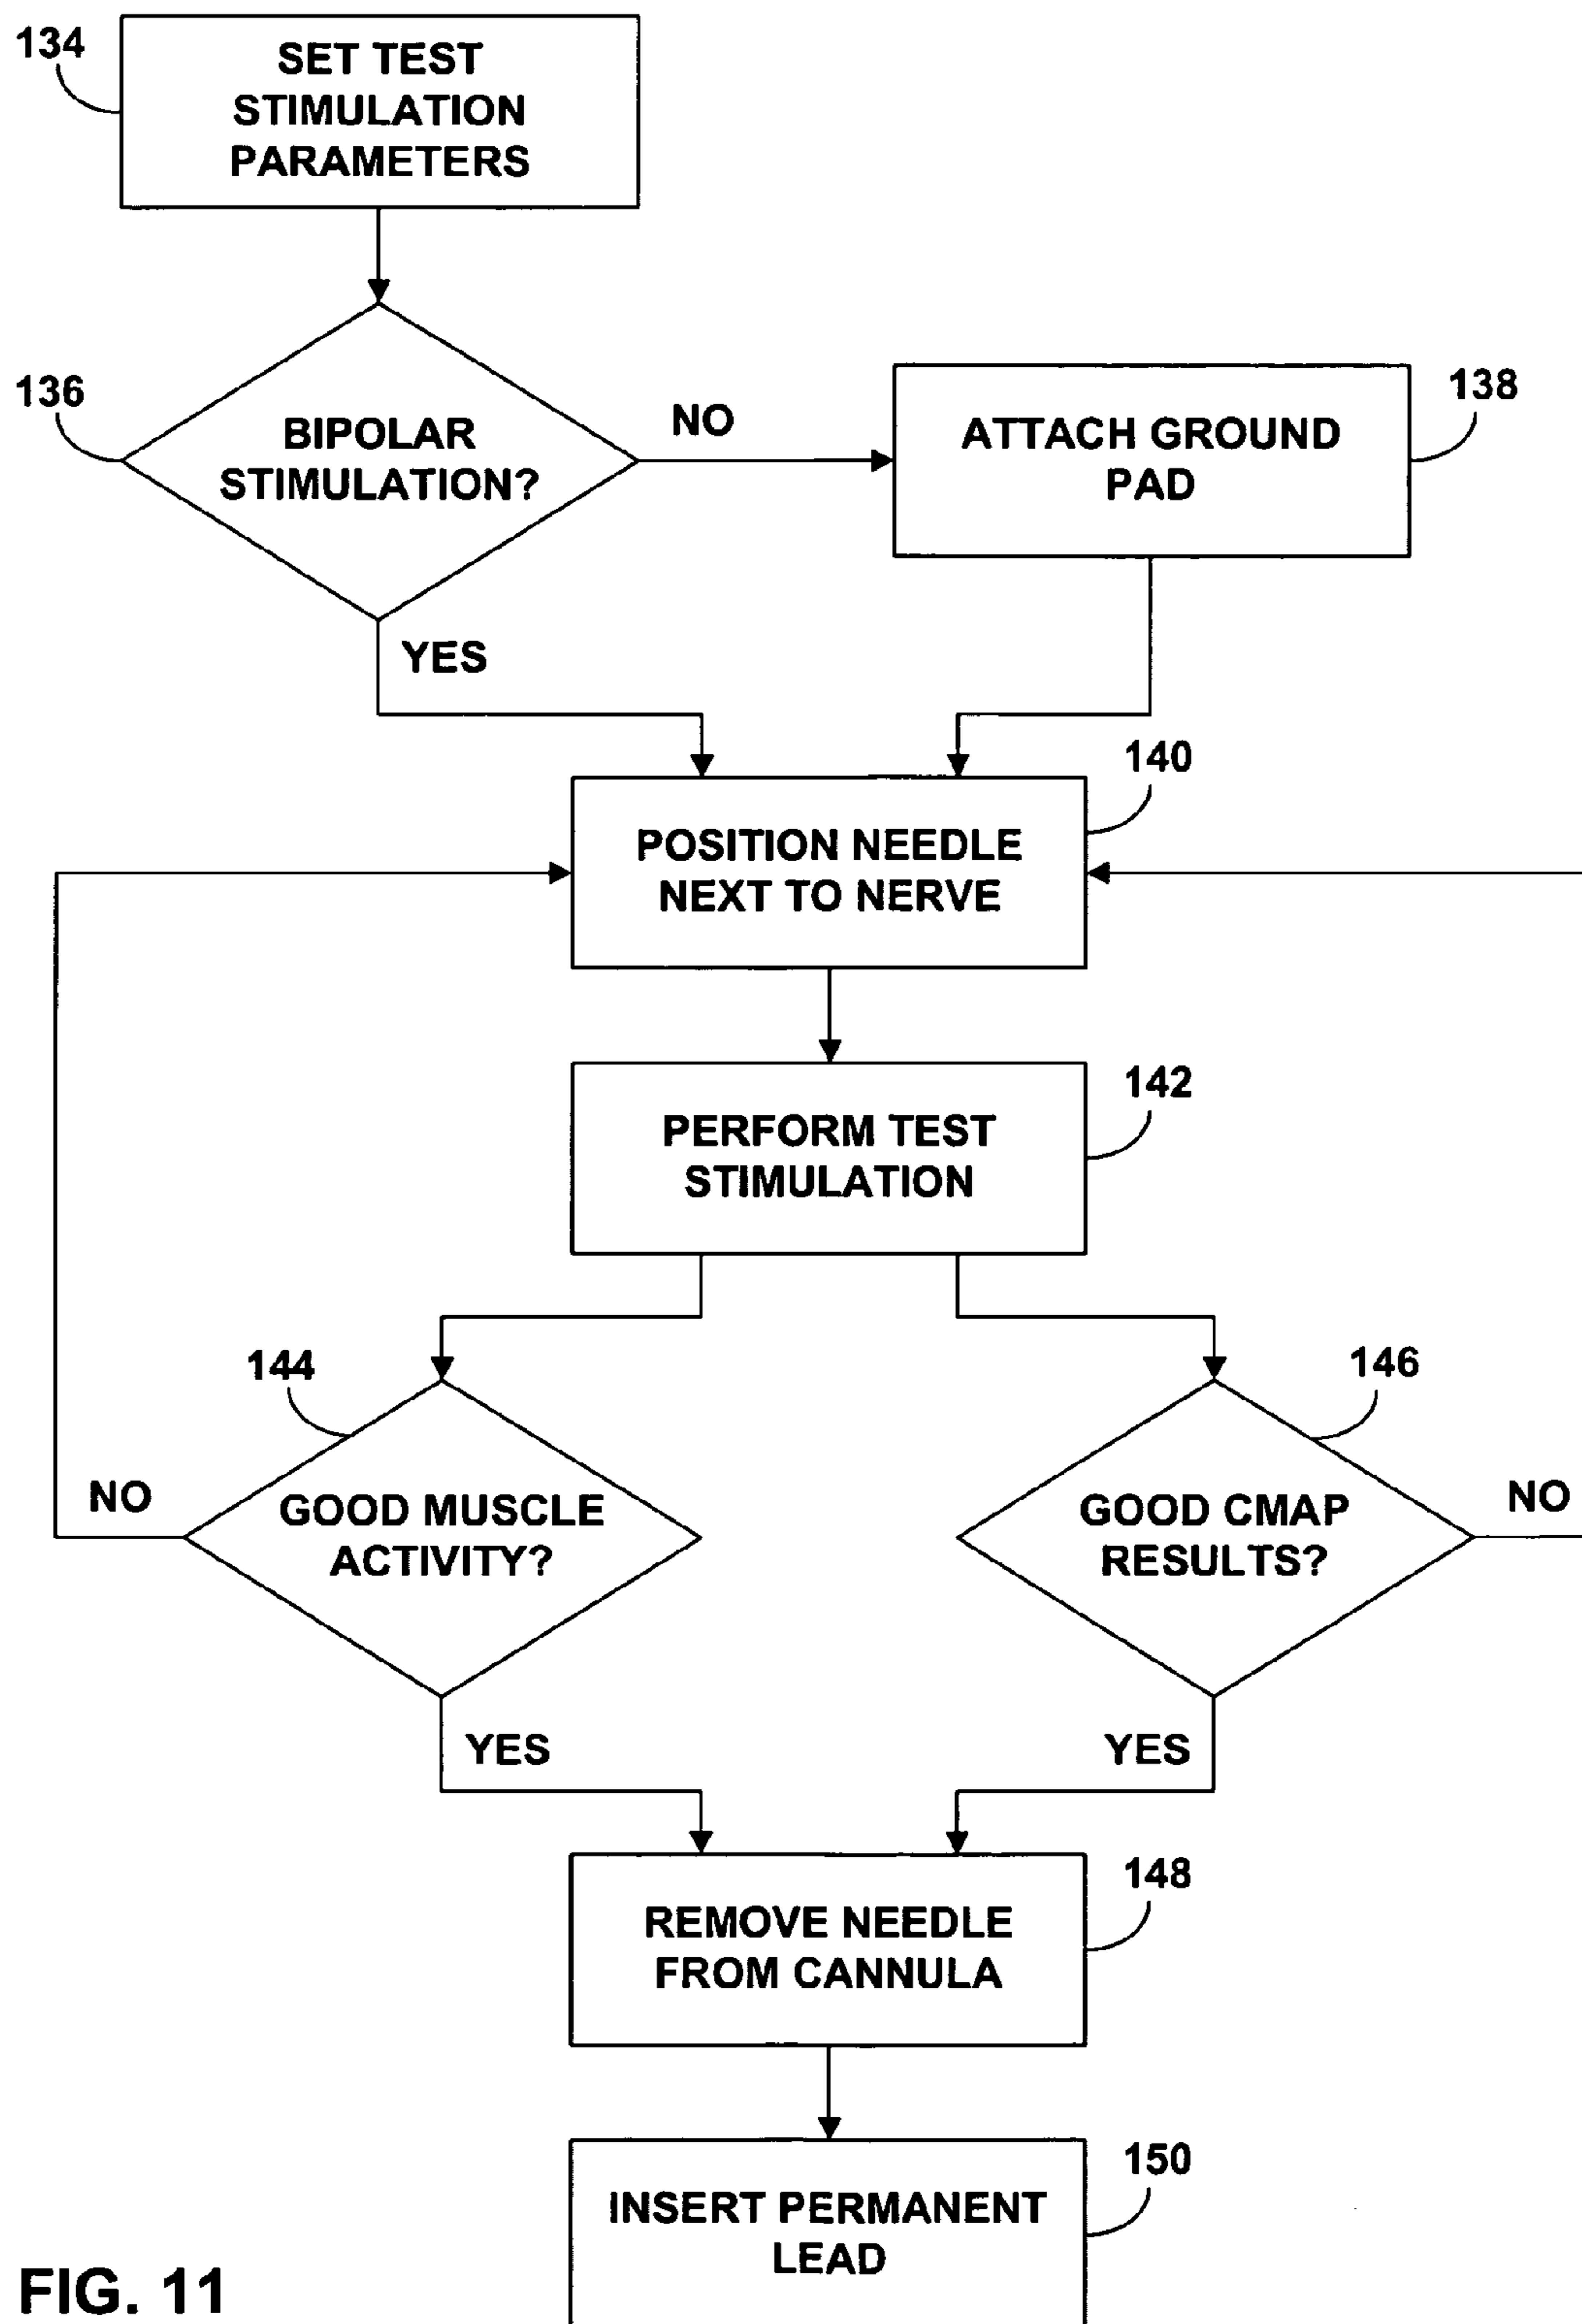 134
SET TEST
STIMULATION
PARAMETERS
136
BIPOLAR
STIMULATION?
NO
138
ATTACH GROUND
PAD
YES
140
POSITION NEEDLE
NEXT TO NERVE
142
PERFORM TEST
STIMULATION
144
146
NO
GOOD MUSCLE
ACTIVITY?
GOOD CMAP
RESULTS?
NO
YES
YES
148
REMOVE NEEDLE
FROM CANNULA
150
INSERT PERMANENT
LEAD
FIG. 11